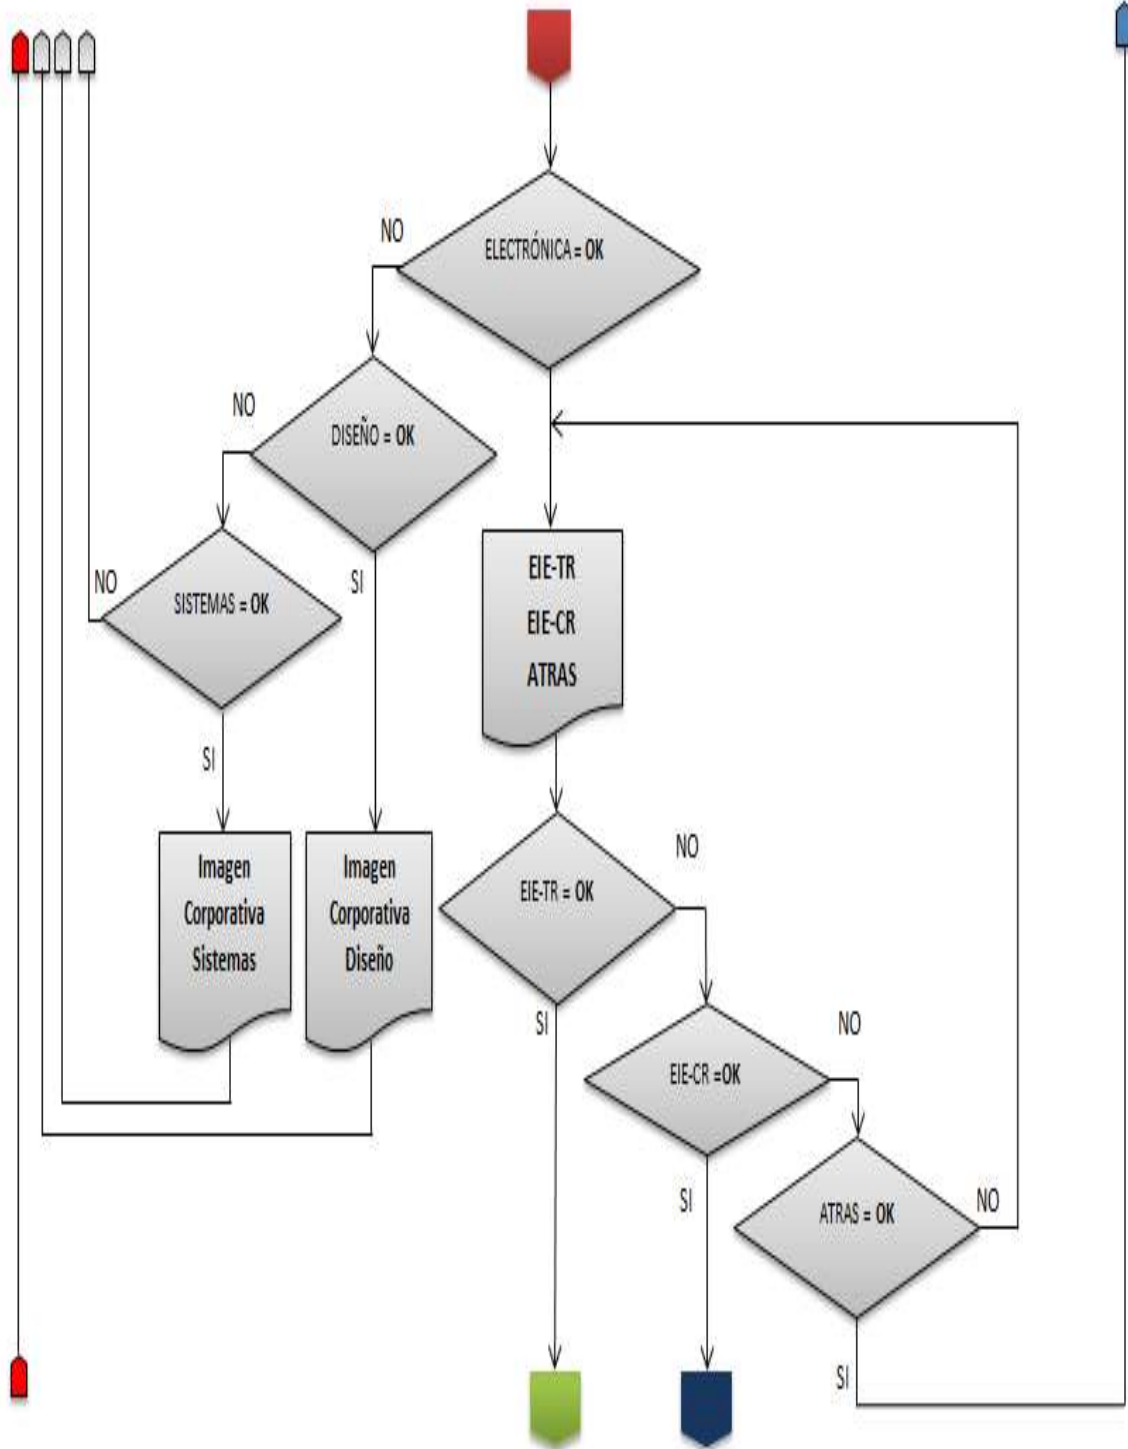 NO
ELECTRÓNICA = OK
NO
DISEÑO = OK
NO
SISTEMAS = OK
SI
SI
EIE-TR
EIE-CR
ATRAS
Imagen
Corporativa
Sistemas
Imagen
Corporativa
Diseño
NO
EIE-TR = OK
SI
NO
EIE-CR =OK
SI
NO
ATRAS = OK
SI